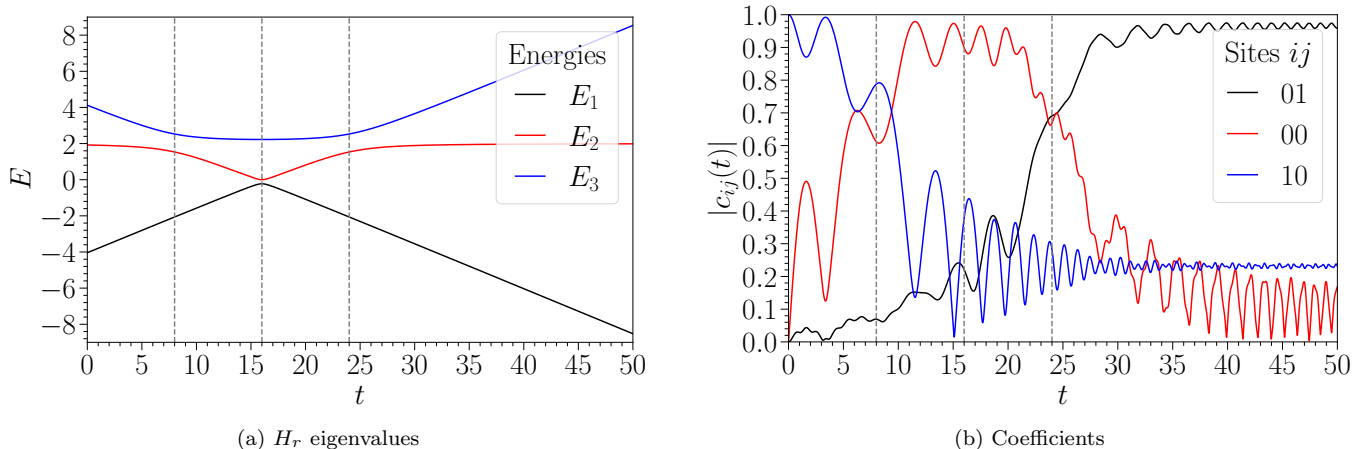 8
6
4
2
0
−2
−4
−6
−8
E
0 5 10 15 20 25 30 35 40 45 50
t
Energies
E₁
E₂
E₃
(a) Hᵣ eigenvalues
1.0
0.9
0.8
0.7
0.6
0.5
0.4
0.3
0.2
0.1
0.0
|cᵢⱼ(t)|
0 5 10 15 20 25 30 35 40 45 50
t
Sites ij
01
00
10
(b) Coefficients